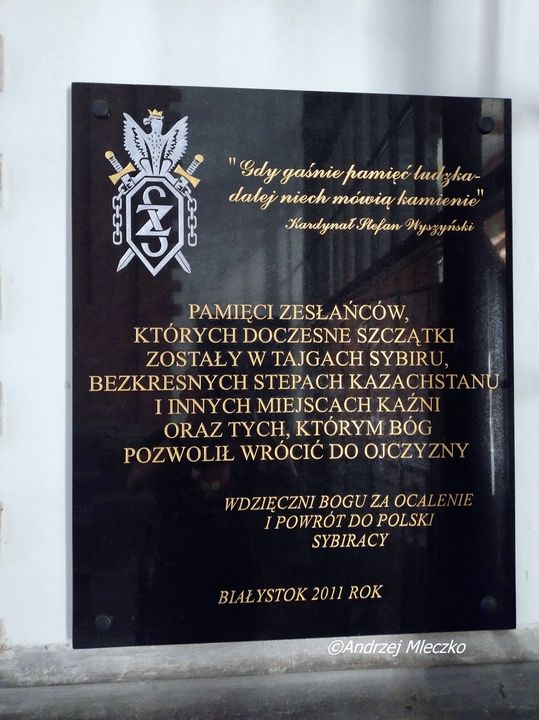 "Gdy gaśnie pamięć ludzka-
dalej niech mówią kamienie"
Kardynał Stefan Wyszyński
PAMIĘCI ZESŁAŃCÓW,
KTÓRYCH DOCZESNE SZCZĄTKI
ZOSTAŁY W TAJGACH SYBIRU,
BEZKRESNYCH STEPACH KAZACHSTANU
I INNYCH MIEJSCACH KAŹNI
ORAZ TYCH, KTÓRYM BÓG
POZWOLIŁ WRÓCIĆ DO OJCZYZNY
WDZIĘCZNI BOGU ZA OCALENIE
I POWRÓT DO POLSKI
SYBIRACY
BIAŁYSTOK 2011 ROK
©Andrzej Mleczko